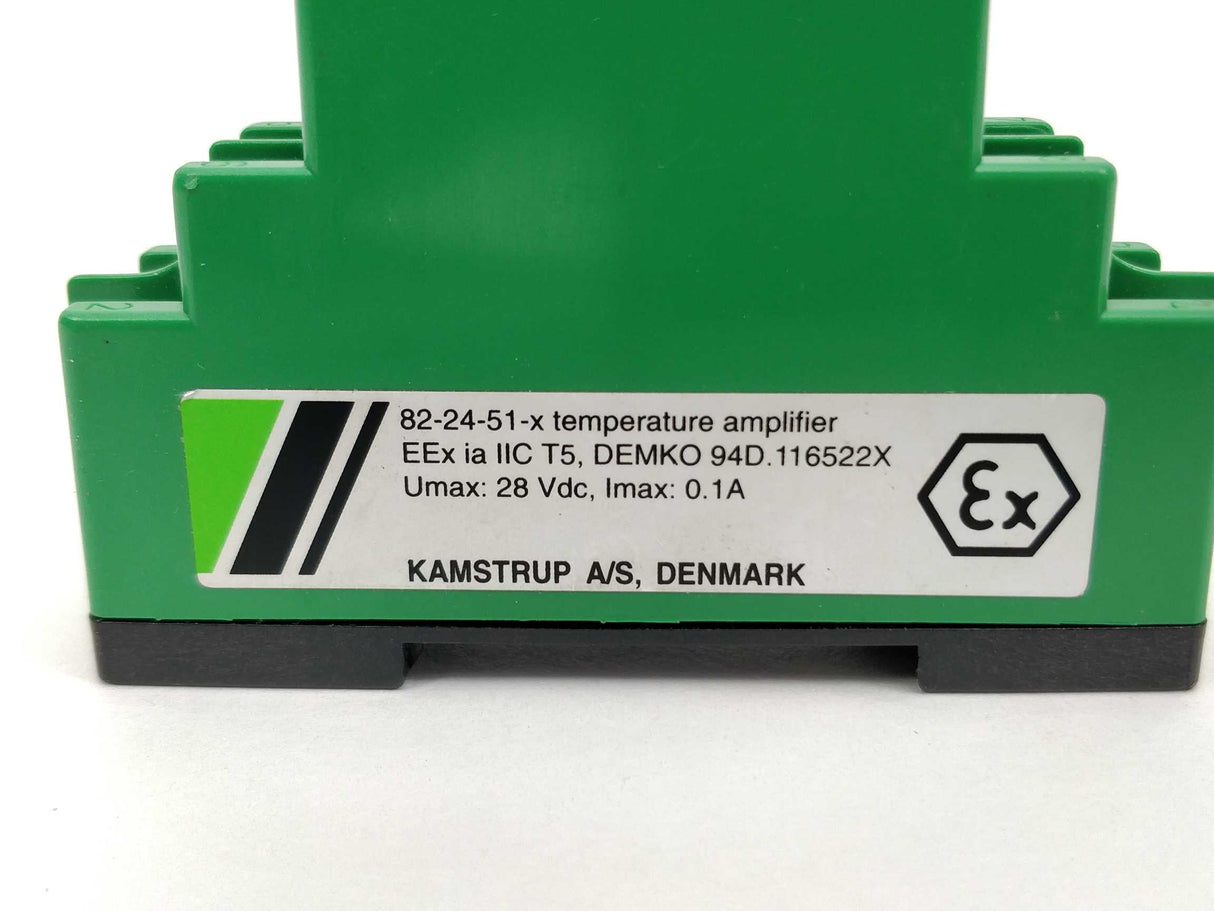 82-24-51-x temperature amplifier
EEx ia IIC T5, DEMKO 94D.116522X
Umax: 28 Vdc, Imax: 0.1A
KAMSTRUP A/S, DENMARK
Ex